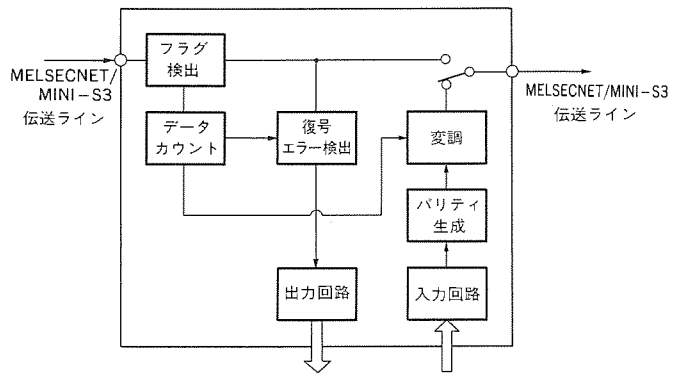 フラグ
検出
MELSECNET/
MINI-S3
伝送ライン
MELSECNET/MINI-S3
伝送ライン
データ
カウント
復号
エラー検出
変調
パリティ
生成
出力回路
入力回路